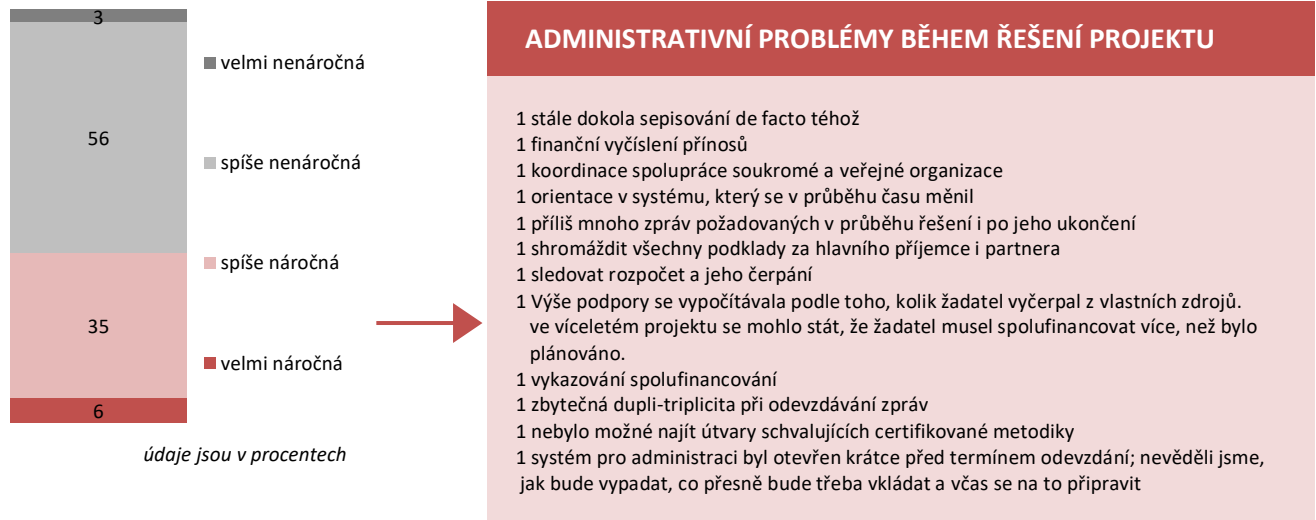 3
56
35
6
velmi nenáročná
spíše nenáročná
spíše náročná
velmi náročná
údaje jsou v procentech
ADMINISTRATIVNÍ PROBLÉMY BĚHEM ŘEŠENÍ PROJEKTU
1 stále dokola sepisování de facto téhož
1 finanční vyčíslení přínosů
1 koordinace spolupráce soukromé a veřejné organizace
1 orientace v systému, který se v průběhu času měnil
1 příliš mnoho zpráv požadovaných v průběhu řešení i po jeho ukončení
1 shromáždit všechny podklady za hlavního příjemce i partnera
1 sledovat rozpočet a jeho čerpání
1 Výše podpory se vypočítávala podle toho, kolik žadatel vyčerpal z vlastních zdrojů.
ve víceletém projektu se mohlo stát, že žadatel musel spolufinancovat více, než bylo
plánováno.
1 vykazování spolufinancování
1 zbytečná dupli-triplicita při odevzdávání zpráv
1 nebylo možné najít útvary schvalujících certifikované metodiky
1 systém pro administraci byl otevřen krátce před termínem odevzdání; nevěděli jsme,
jak bude vypadat, co přesně bude třeba vkládat a včas se na to připravit